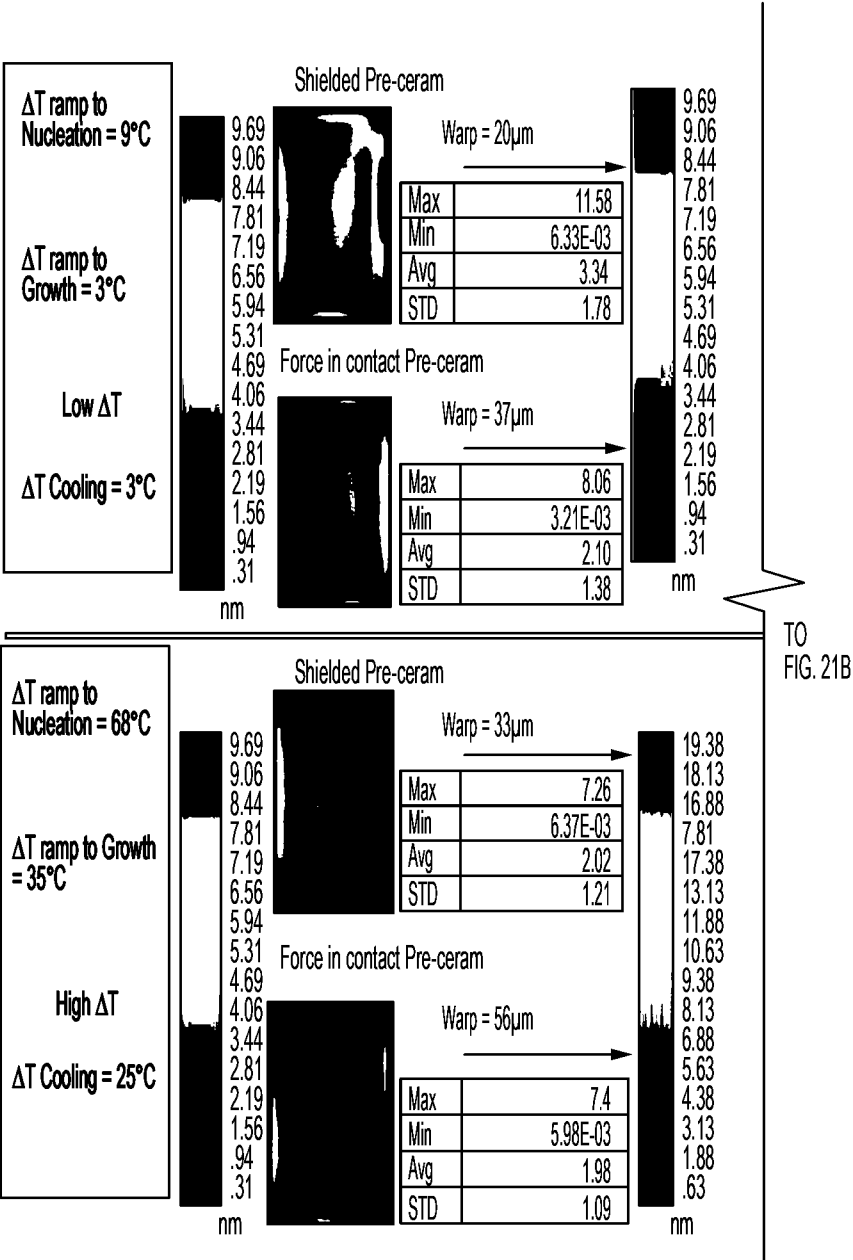 ΔT ramp to
Nucleation = 9°C
ΔT ramp to
Growth = 3°C
Low ΔT
ΔT Cooling = 3°C
9.69
9.06
8.44
7.81
7.19
6.56
5.94
5.31
4.69
4.06
3.44
2.81
2.19
1.56
.94
.31
nm
Shielded Pre-ceram
Warp = 20μm
Max 11.58
Min 6.33E-03
Avg 3.34
STD 1.78
Force in contact Pre-ceram
Warp = 37μm
Max 8.06
Min 3.21E-03
Avg 2.10
STD 1.38
9.69
9.06
8.44
7.81
7.19
6.56
5.94
5.31
4.69
4.06
3.44
2.81
2.19
1.56
.94
.31
nm
TO
FIG. 21B
ΔT ramp to
Nucleation = 68°C
ΔT ramp to Growth
= 35°C
High ΔT
ΔT Cooling = 25°C
9.69
9.06
8.44
7.81
7.19
6.56
5.94
5.31
4.69
4.06
3.44
2.81
2.19
1.56
.94
.31
nm
Shielded Pre-ceram
Warp = 33μm
Max 7.26
Min 6.37E-03
Avg 2.02
STD 1.21
Force in contact Pre-ceram
Warp = 56μm
Max 7.4
Min 5.98E-03
Avg 1.98
STD 1.09
19.38
18.13
16.88
7.81
17.38
13.13
11.88
10.63
9.38
8.13
6.88
5.63
4.38
3.13
1.88
.63
nm